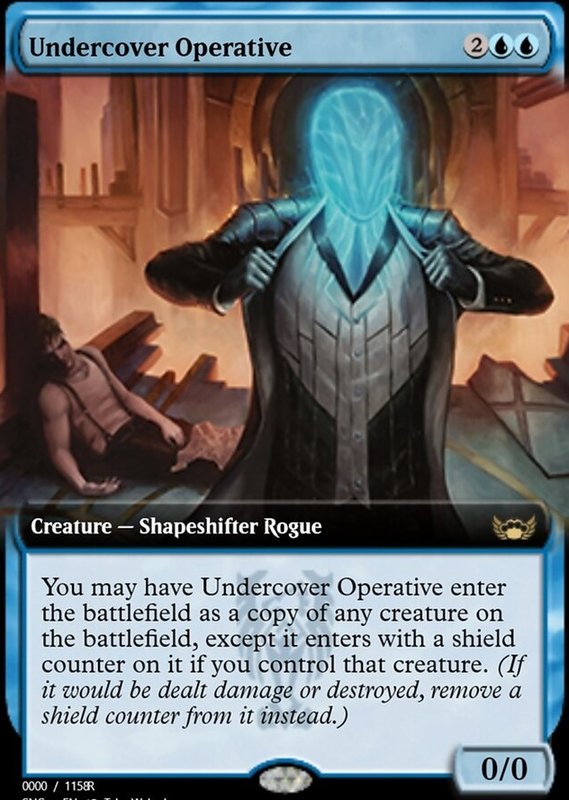 Undercover Operative
2
Creature — Shapeshifter Rogue
You may have Undercover Operative enter
the battlefield as a copy of any creature on
the battlefield, except it enters with a shield
counter on it if you control that creature. (If
it would be dealt damage or destroyed, remove a
shield counter from it instead.)
0/0
0000 / 1158R